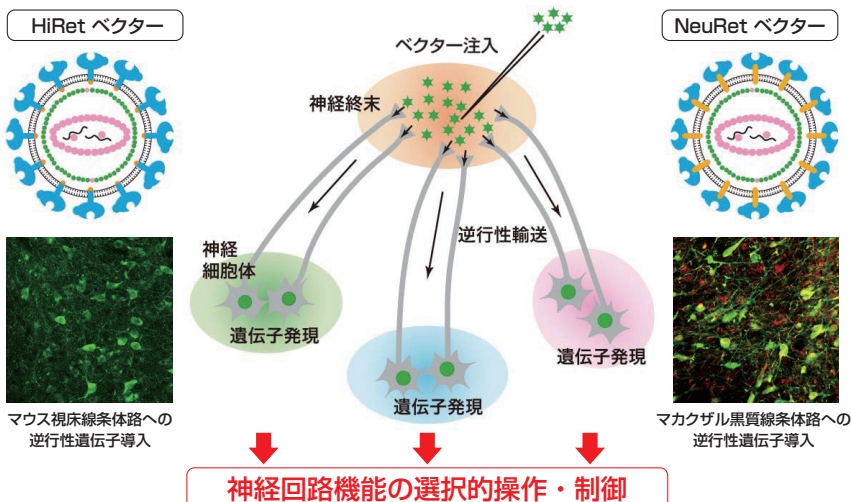 HiRet ベクター
NeuRet ベクター
ベクター注入
神経終末
逆行性輸送
神経
細胞体
遺伝子発現
遺伝子発現
遺伝子発現
マウス視床線条体路への
逆行性遺伝子導入
マカクザル黒質線条体路への
逆行性遺伝子導入
神経回路機能の選択的操作・制御